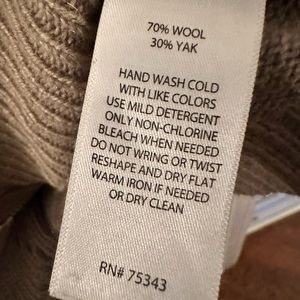 70% WOOL
30% YAK
HAND WASH COLD
WITH LIKE COLORS
USE MILD DETERGENT
ONLY NON-CHLORINE
BLEACH WHEN NEEDED
DO NOT WRING OR TWIST
RESHAPE AND DRY FLAT
WARM IRON IF NEEDED
OR DRY CLEAN
RN# 75343